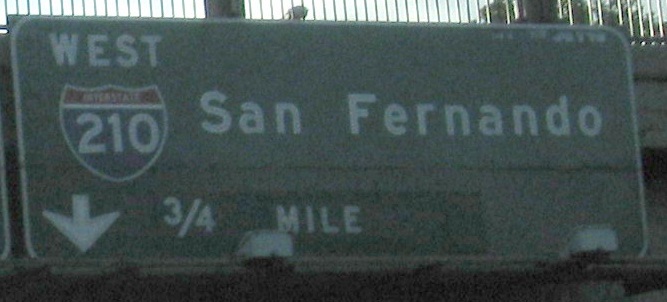 WEST
INTERSTATE
210
San Fernando
3/4 MILE